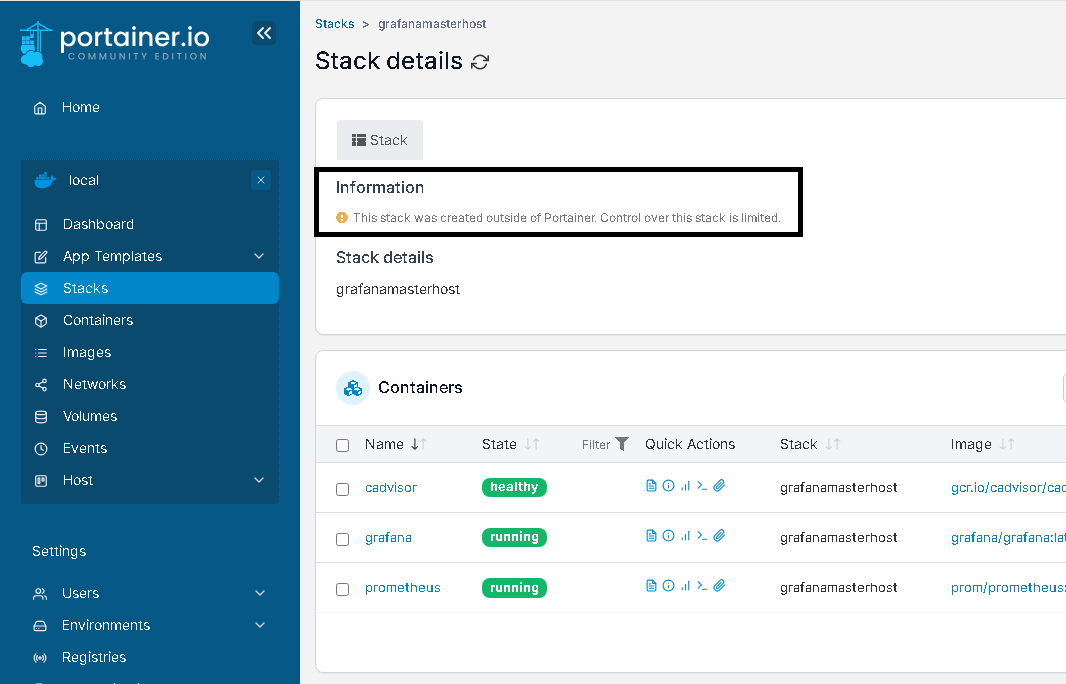 portainer.io
COMMUNITY EDITION
Home
local
Dashboard
App Templates
Stacks
Containers
Images
Networks
Volumes
Events
Host
Settings
Users
Environments
Registries
Stacks > grafanamasterhost
Stack details
Stack
Information
This stack was created outside of Portainer. Control over this stack is limited.
Stack details
grafanamasterhost
Containers
Name State Filter Quick Actions Stack Image
cadvisor healthy grafanamasterhost gcr.io/cadvisor/cad
grafana running grafanamasterhost grafana/grafana:lat
prometheus running grafanamasterhost prom/prometheus: